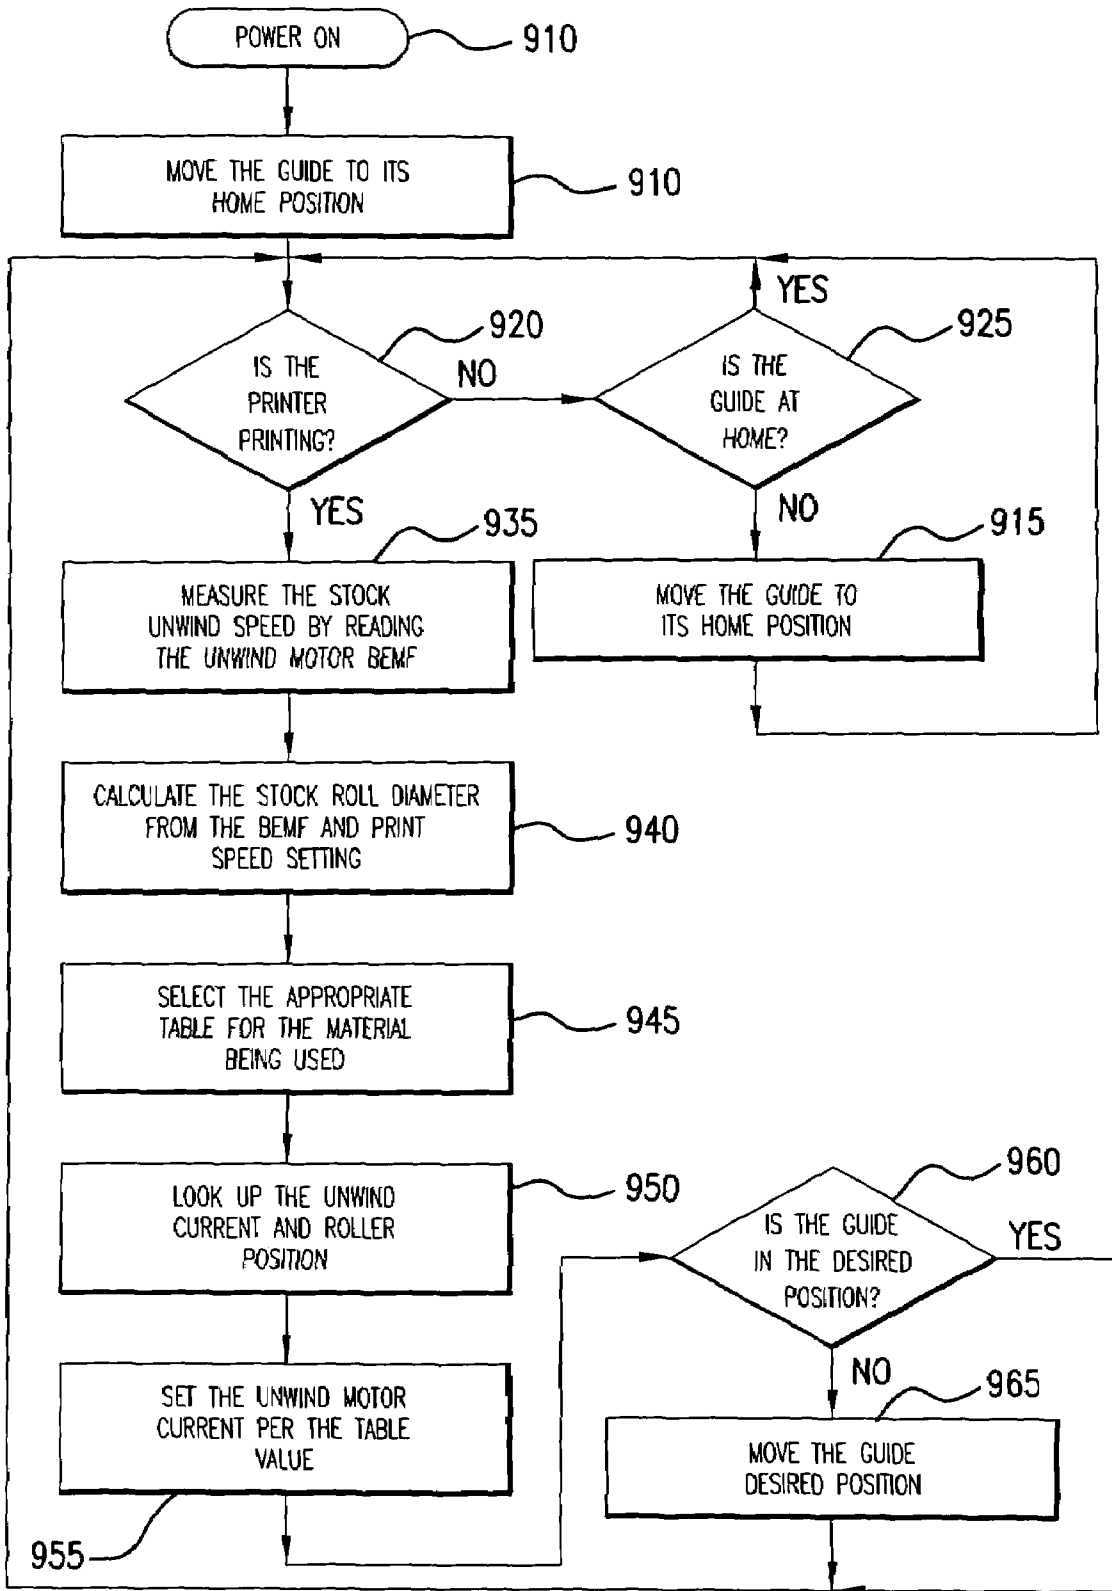 POWER ON
910
MOVE THE GUIDE TO ITS
HOME POSITION
910
IS THE
PRINTER
PRINTING?
920
NO
YES
IS THE
GUIDE AT
HOME?
925
YES
NO
MEASURE THE STOCK
UNWIND SPEED BY READING
THE UNWIND MOTOR BEMF
935
MOVE THE GUIDE TO
ITS HOME POSITION
915
CALCULATE THE STOCK ROLL DIAMETER
FROM THE BEMF AND PRINT
SPEED SETTING
940
SELECT THE APPROPRIATE
TABLE FOR THE MATERIAL
BEING USED
945
LOOK UP THE UNWIND
CURRENT AND ROLLER
POSITION
950
SET THE UNWIND MOTOR
CURRENT PER THE TABLE
VALUE
955
IS THE GUIDE
IN THE DESIRED
POSITION?
960
YES
NO
MOVE THE GUIDE
DESIRED POSITION
965